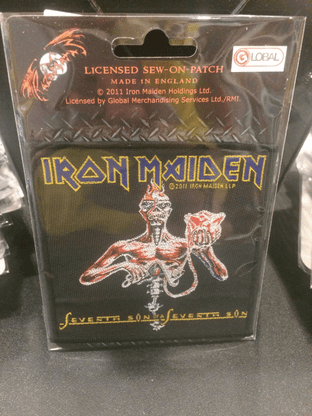 LICENSED SEW-ON-PATCH
MADE IN ENGLAND
© 2011 Iron Maiden Holdings Ltd.
Licensed by Global Merchandising Services Ltd./RMI.
GLOBAL
IRON MAIDEN
©2011 IRON MAIDEN LLP
SEVENTH SON OF A SEVENTH SON